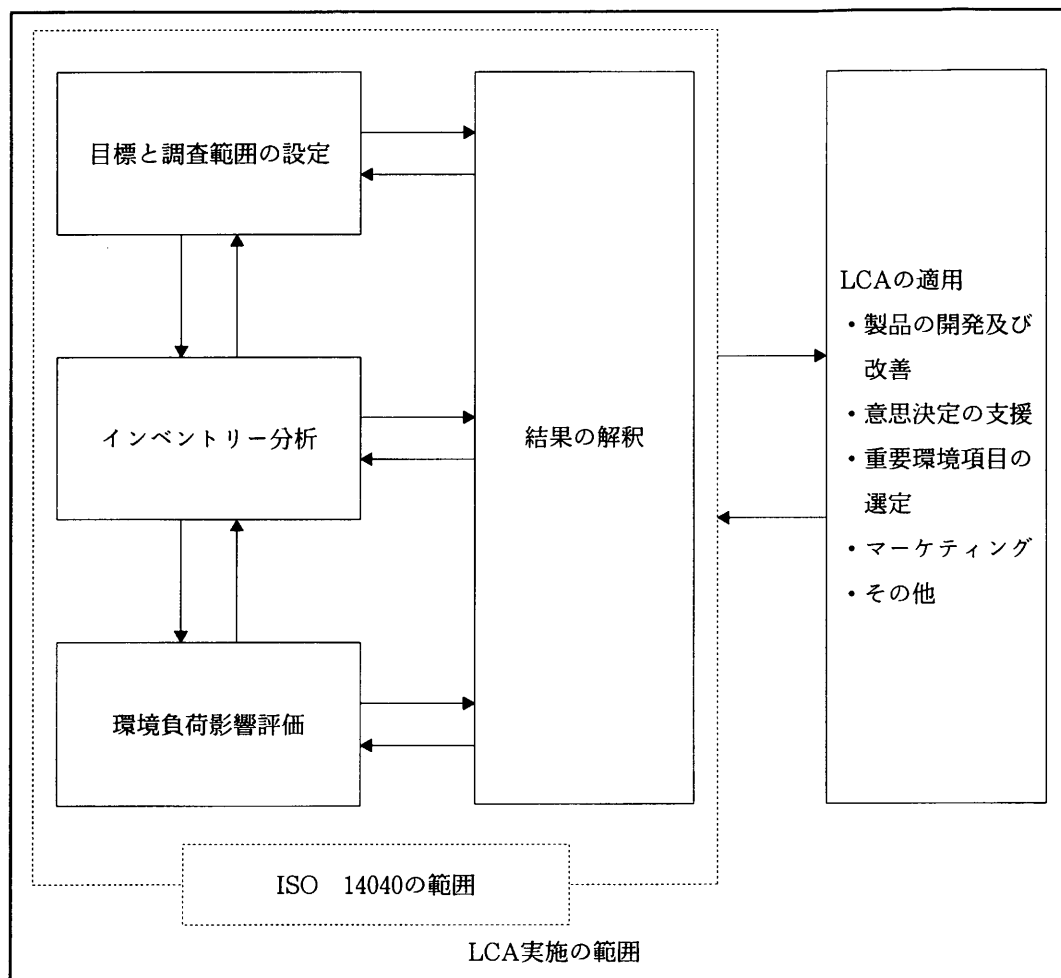 目標と調査範囲の設定
インベントリー分析
環境負荷影響評価
結果の解釈
LCAの適用
・製品の開発及び
改善
・意思決定の支援
・重要環境項目の
選定
・マーケティング
・その他
ISO 14040の範囲
LCA実施の範囲